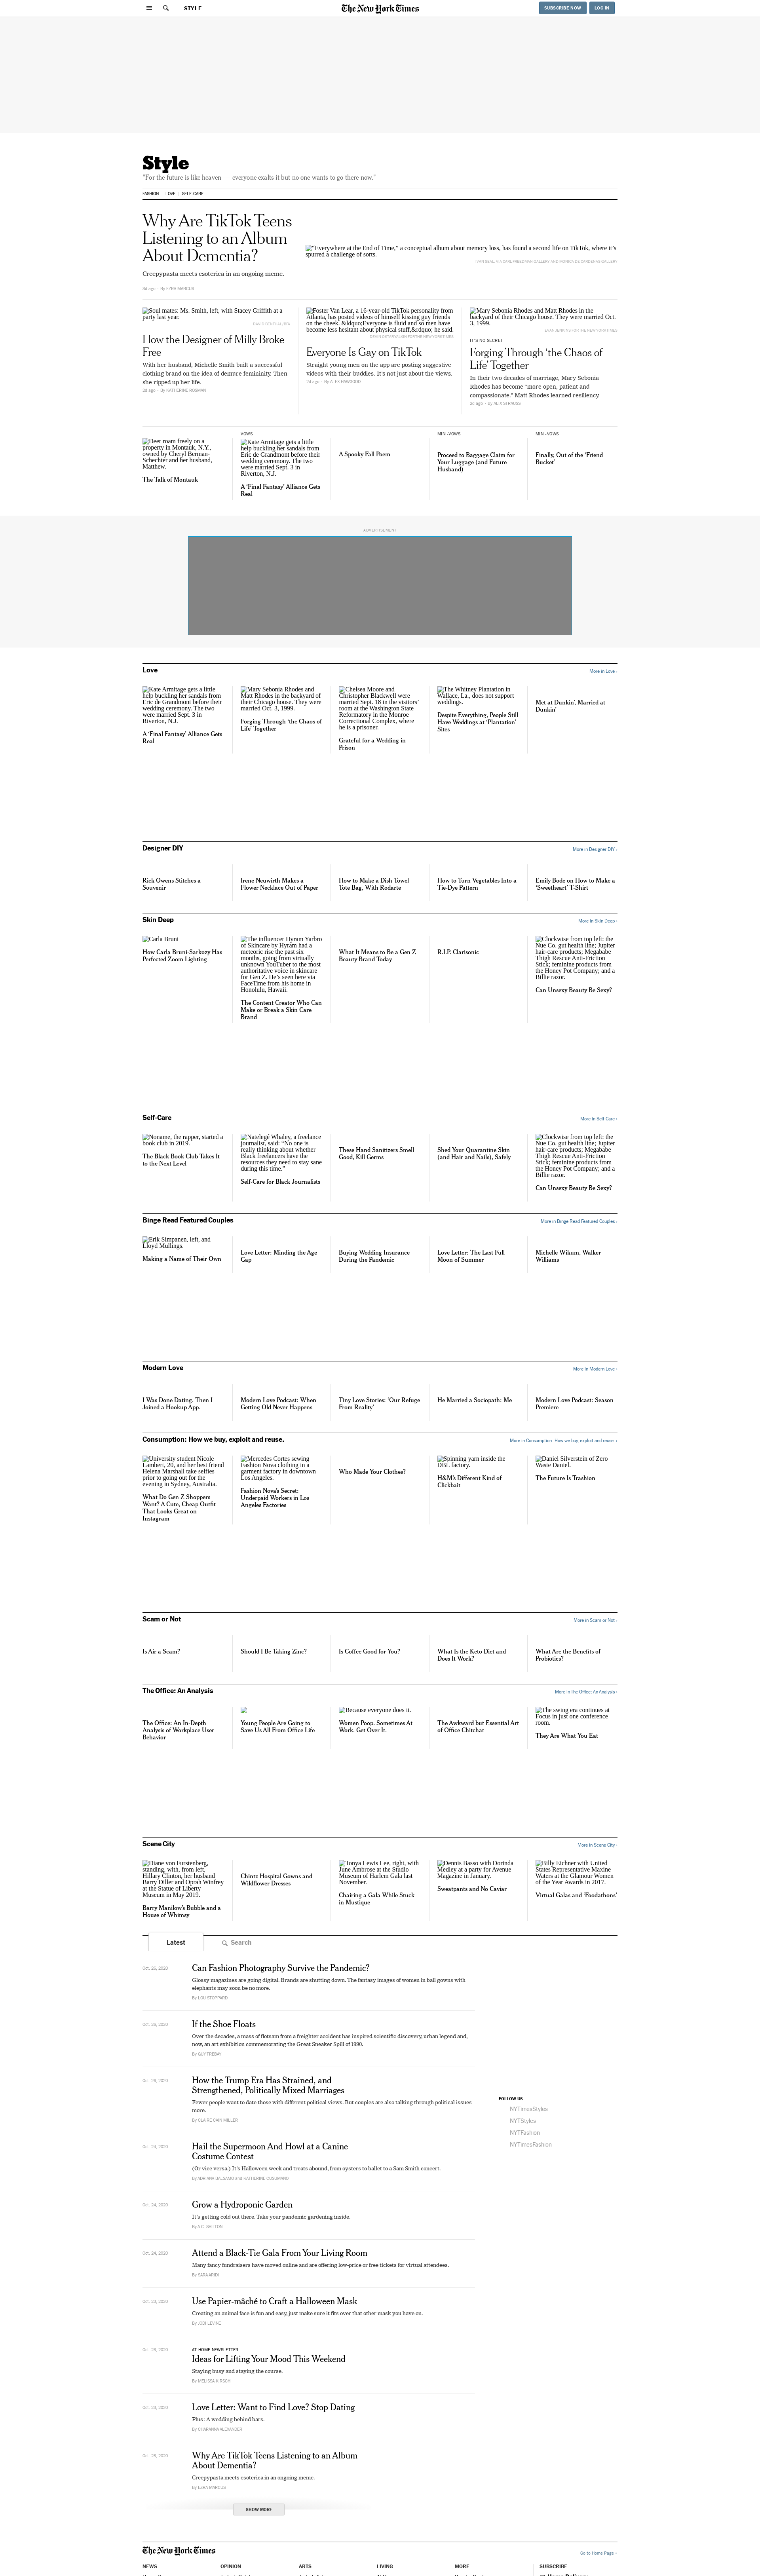 STYLE
The New York Times
SUBSCRIBE NOW
LOG IN
Style
"For the future is like heaven — everyone exalts it but no one wants to go there now."
FASHION
LOVE
SELF-CARE
Why Are TikTok Teens
Listening to an Album
About Dementia?
Creepypasta meets esoterica in an ongoing meme.
3d ago · By EZRA MARCUS
"Everywhere at the End of Time," a conceptual album about memory loss, has found a second life on TikTok, where it's
spurred a challenge of sorts.
Soul mates: Ms. Smith, left, with Stacey Griffith at a
party last year.
How the Designer of Milly Broke
Free
With her husband, Michelle Smith built a successful
clothing brand on the idea of demure femininity. Then
she ripped up her life.
2d ago · By KATHERINE ROSMAN
Foster Van Lear, a 16-year-old TikTok personality from
Atlanta, has posted videos of himself kissing guy friends
on the cheek. &ldquo;Everyone is fluid and so men have
become less hesitant about physical stuff,&rdquo; he said.
Everyone Is Gay on TikTok
Straight young men on the app are posting suggestive
videos with their buddies. It's not just about the views.
2d ago · By ALEX HAWGOOD
Mary Sebonia Rhodes and Matt Rhodes in the
backyard of their Chicago house. They were married Oct.
3, 1999.
IT'S NO SECRET
Forging Through 'the Chaos of
Life' Together
In their two decades of marriage, Mary Sebonia
Rhodes has become "more open, patient and
compassionate." Matt Rhodes learned resiliency.
2d ago · By ALIX STRAUSS
Deer roam freely on a
property in Montauk, N.Y.,
owned by Cheryl Berman-
Schechter and her husband,
Matthew.
The Talk of Montauk
VOWS
Kate Armitage gets a little
help buckling her sandals from
Eric de Grandmont before their
wedding ceremony. The two
were married Sept. 3 in
Riverton, N.J.
A 'Final Fantasy' Alliance Gets
Real
A Spooky Fall Poem
MINI-VOWS
Proceed to Baggage Claim for
Your Luggage (and Future
Husband)
MINI-VOWS
Finally, Out of the 'Friend
Bucket'
ADVERTISEMENT
Love
More in Love ›
Kate Armitage gets a little
help buckling her sandals from
Eric de Grandmont before their
wedding ceremony. The two
were married Sept. 3 in
Riverton, N.J.
A 'Final Fantasy' Alliance Gets
Real
Mary Sebonia Rhodes and
Matt Rhodes in the backyard of
their Chicago house. They were
married Oct. 3, 1999.
Forging Through 'the Chaos of
Life' Together
Chelsea Moore and
Christopher Blackwell were
married Sept. 18 in the visitors'
room at the Washington State
Reformatory in the Monroe
Correctional Complex, where
he is a prisoner.
Grateful for a Wedding in
Prison
The Whitney Plantation in
Wallace, La., does not support
weddings.
Despite Everything, People Still
Have Weddings at 'Plantation'
Sites
Met at Dunkin', Married at
Dunkin'
Designer DIY
More in Designer DIY ›
Rick Owens Stitches a
Souvenir
Irene Neuwirth Makes a
Flower Necklace Out of Paper
How to Make a Dish Towel
Tote Bag, With Rodarte
How to Turn Vegetables Into a
Tie-Dye Pattern
Emily Bode on How to Make a
'Sweetheart' T-Shirt
Skin Deep
More in Skin Deep ›
Carla Bruni
How Carla Bruni-Sarkozy Has
Perfected Zoom Lighting
The influencer Hyram Yarbro
of Skincare by Hyram had a
meteoric rise the past six
months, going from virtually
unknown YouTuber to the most
authoritative voice in skincare
for Gen Z. He's seen here via
FaceTime from his home in
Honolulu, Hawaii.
The Content Creator Who Can
Make or Break a Skin Care
Brand
What It Means to Be a Gen Z
Beauty Brand Today
R.I.P. Clarisonic
Clockwise from top left: the
Nue Co. gut health line; Jupiter
hair-care products; Megababe
Thigh Rescue Anti-Friction
Stick; feminine products from
the Honey Pot Company; and a
Billie razor.
Can Unsexy Beauty Be Sexy?
Self-Care
More in Self-Care ›
Noname, the rapper, started a
book club in 2019.
The Black Book Club Takes It
to the Next Level
Natelegé Whaley, a freelance
journalist, said: "No one is
really thinking about whether
Black freelancers have the
resources they need to stay sane
during this time."
Self-Care for Black Journalists
These Hand Sanitizers Smell
Good, Kill Germs
Shed Your Quarantine Skin
(and Hair and Nails), Safely
Clockwise from top left: the
Nue Co. gut health line; Jupiter
hair-care products; Megababe
Thigh Rescue Anti-Friction
Stick; feminine products from
the Honey Pot Company; and a
Billie razor.
Can Unsexy Beauty Be Sexy?
Binge Read Featured Couples
More in Binge Read Featured Couples ›
Erik Simpanen, left, and
Lloyd Mullings.
Making a Name of Their Own
Love Letter: Minding the Age
Gap
Buying Wedding Insurance
During the Pandemic
Love Letter: The Last Full
Moon of Summer
Michelle Wikum, Walker
Williams
Modern Love
More in Modern Love ›
I Was Done Dating. Then I
Joined a Hookup App.
Modern Love Podcast: When
Getting Old Never Happens
Tiny Love Stories: 'Our Refuge
From Reality'
He Married a Sociopath: Me
Modern Love Podcast: Season
Premiere
Consumption: How we buy, exploit and reuse.
More in Consumption: How we buy, exploit and reuse. ›
University student Nicole
Lambert, 20, and her best friend
Helena Marshall take selfies
prior to going out for the
evening in Sydney, Australia.
What Do Gen Z Shoppers
Want? A Cute, Cheap Outfit
That Looks Great on
Instagram
Mercedes Cortes sewing
Fashion Nova clothing in a
garment factory in downtown
Los Angeles.
Fashion Nova's Secret:
Underpaid Workers in Los
Angeles Factories
Who Made Your Clothes?
Spinning yarn inside the
DBL factory.
H&M's Different Kind of
Clickbait
Daniel Silverstein of Zero
Waste Daniel.
The Future Is Trashion
Scam or Not
More in Scam or Not ›
Is Air a Scam?
Should I Be Taking Zinc?
Is Coffee Good for You?
What Is the Keto Diet and
Does It Work?
What Are the Benefits of
Probiotics?
The Office: An Analysis
More in The Office: An Analysis ›
The Office: An In-Depth
Analysis of Workplace User
Behavior
Young People Are Going to
Save Us All From Office Life
Because everyone does it.
Women Poop. Sometimes At
Work. Get Over It.
The Awkward but Essential Art
of Office Chitchat
The swing era continues at
Focus in just one conference
room.
They Are What You Eat
Scene City
More in Scene City ›
Diane von Furstenberg,
standing, with, from left,
Hillary Clinton, her husband
Barry Diller and Oprah Winfrey
at the Statue of Liberty
Museum in May 2019.
Barry Manilow's Bubble and a
House of Whimsy
Chintz Hospital Gowns and
Wildflower Dresses
Tonya Lewis Lee, right, with
June Ambrose at the Studio
Museum of Harlem Gala last
November.
Chairing a Gala While Stuck
in Mustique
Dennis Basso with Dorinda
Medley at a party for Avenue
Magazine in January.
Sweatpants and No Caviar
Billy Eichner with United
States Representative Maxine
Waters at the Glamour Women
of the Year Awards in 2017.
Virtual Galas and 'Foodathons'
Latest
Search
Oct. 26, 2020
Can Fashion Photography Survive the Pandemic?
Glossy magazines are going digital. Brands are shutting down. The fantasy images of women in ball gowns with
elephants may soon be no more.
By LOU STOPPARD
Oct. 26, 2020
If the Shoe Floats
Over the decades, a mass of flotsam from a freighter accident has inspired scientific discovery, urban legend and,
now, an art exhibition commemorating the Great Sneaker Spill of 1990.
By GUY TREBAY
Oct. 26, 2020
How the Trump Era Has Strained, and
Strengthened, Politically Mixed Marriages
Fewer people want to date those with different political views. But couples are also talking through political issues
more.
By CLAIRE CAIN MILLER
Oct. 24, 2020
Hail the Supermoon And Howl at a Canine
Costume Contest
(Or vice versa.) It's Halloween week and treats abound, from oysters to ballet to a Sam Smith concert.
By ADRIANA BALSAMO and KATHERINE CUSUMANO
Oct. 24, 2020
Grow a Hydroponic Garden
It's getting cold out there. Take your pandemic gardening inside.
By A.C. SHILTON
Oct. 24, 2020
Attend a Black-Tie Gala From Your Living Room
Many fancy fundraisers have moved online and are offering low-price or free tickets for virtual attendees.
By SARA ARIDI
Oct. 23, 2020
Use Papier-mâché to Craft a Halloween Mask
Creating an animal face is fun and easy, just make sure it fits over that other mask you have on.
By JODI LEVINE
Oct. 23, 2020
AT HOME NEWSLETTER
Ideas for Lifting Your Mood This Weekend
Staying busy and staying the course.
By MELISSA KIRSCH
Oct. 23, 2020
Love Letter: Want to Find Love? Stop Dating
Plus: A wedding behind bars.
By CHARANNA ALEXANDER
Oct. 23, 2020
Why Are TikTok Teens Listening to an Album
About Dementia?
Creepypasta meets esoterica in an ongoing meme.
By EZRA MARCUS
SHOW MORE
FOLLOW US
NYTimesStyles
NYTStyles
NYTFashion
NYTimesFashion
The New York Times
Go to Home Page »
NEWS
OPINION
ARTS
LIVING
MORE
SUBSCRIBE